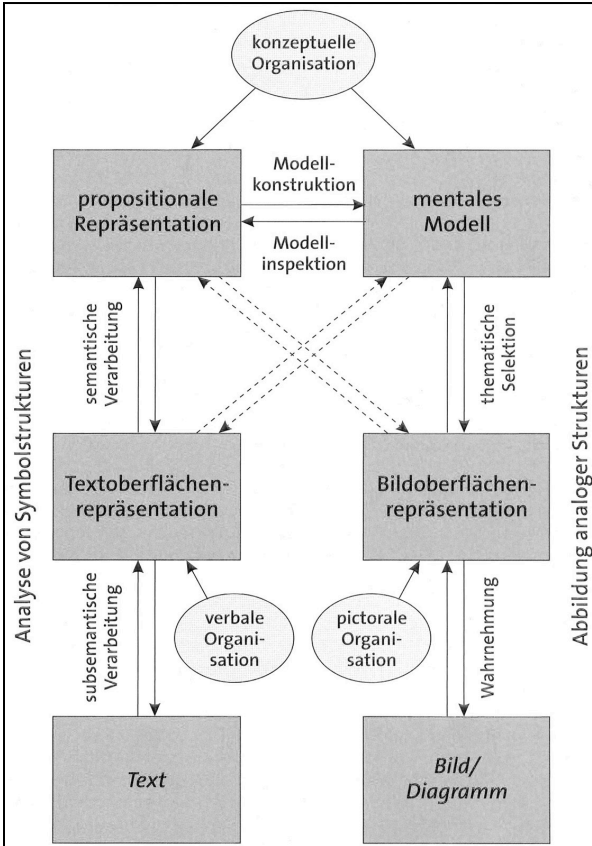 konzeptuelle
Organisation
propositionale
Repräsentation
Modell-
konstruktion
Modell-
inspektion
mentales
Modell
semantische
Verarbeitung
thematische
Selektion
Analyse von Symbolstrukturen
Abbildung analoger Strukturen
Textoberflächen-
repräsentation
Bildoberflächen-
repräsentation
subsemantische
Verarbeitung
verbale
Organi-
sation
pictorale
Organi-
sation
Wahrnehmung
Text
Bild/
Diagramm